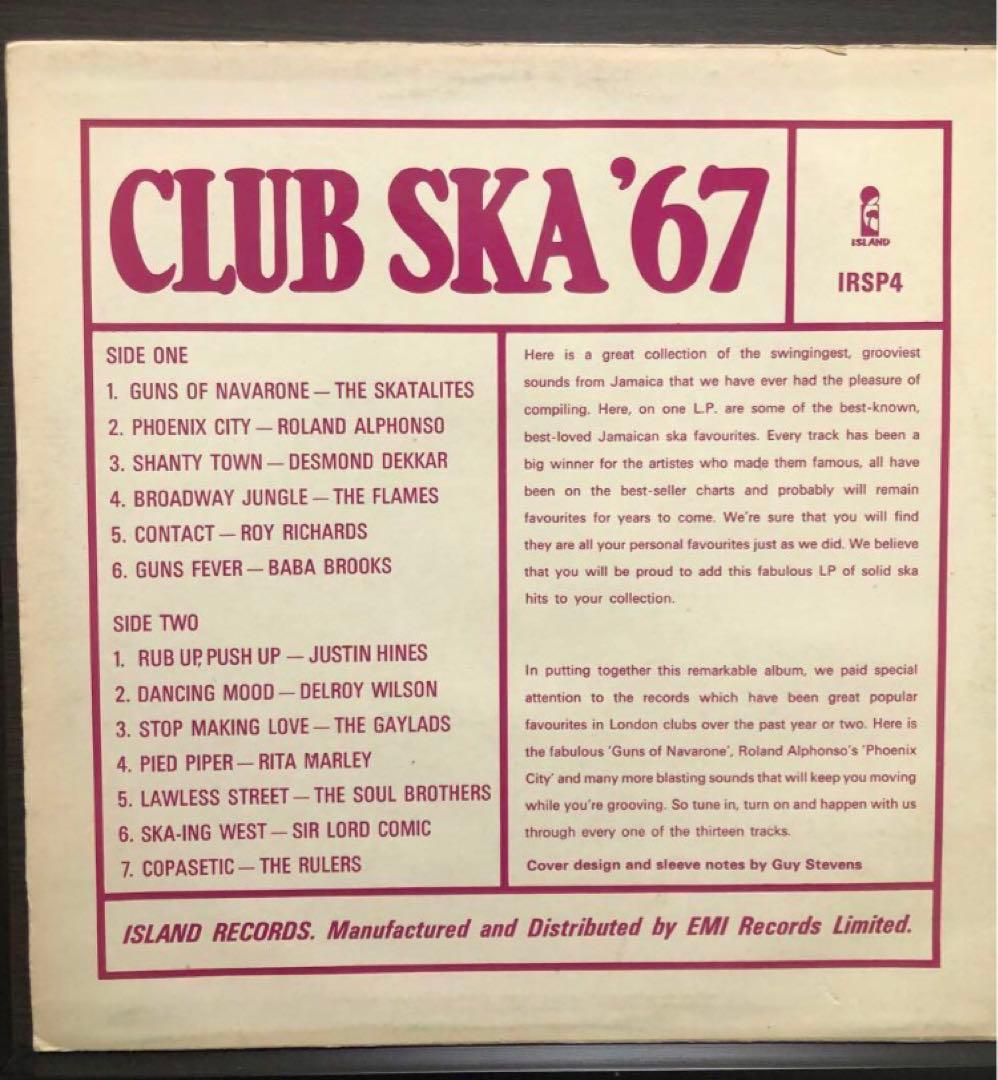 CLUB SKA '67
ISLAND
IRSP4
SIDE ONE
1. GUNS OF NAVARONE — THE SKATALITES
2. PHOENIX CITY — ROLAND ALPHONSO
3. SHANTY TOWN — DESMOND DEKKAR
4. BROADWAY JUNGLE — THE FLAMES
5. CONTACT — ROY RICHARDS
6. GUNS FEVER — BABA BROOKS
SIDE TWO
1. RUB UP, PUSH UP — JUSTIN HINES
2. DANCING MOOD — DELROY WILSON
3. STOP MAKING LOVE — THE GAYLADS
4. PIED PIPER — RITA MARLEY
5. LAWLESS STREET — THE SOUL BROTHERS
6. SKA-ING WEST — SIR LORD COMIC
7. COPASETIC — THE RULERS
Here is a great collection of the swingingest, grooviest
sounds from Jamaica that we have ever had the pleasure of
compiling. Here, on one L.P. are some of the best-known,
best-loved Jamaican ska favourites. Every track has been a
big winner for the artistes who made them famous, all have
been on the best-seller charts and probably will remain
favourites for years to come. We're sure that you will find
they are all your personal favourites just as we did. We believe
that you will be proud to add this fabulous LP of solid ska
hits to your collection.
In putting together this remarkable album, we paid special
attention to the records which have been great popular
favourites in London clubs over the past year or two. Here is
the fabulous 'Guns of Navarone', Roland Alphonso's 'Phoenix
City' and many more blasting sounds that will keep you moving
while you're grooving. So tune in, turn on and happen with us
through every one of the thirteen tracks.
Cover design and sleeve notes by Guy Stevens
ISLAND RECORDS. Manufactured and Distributed by EMI Records Limited.